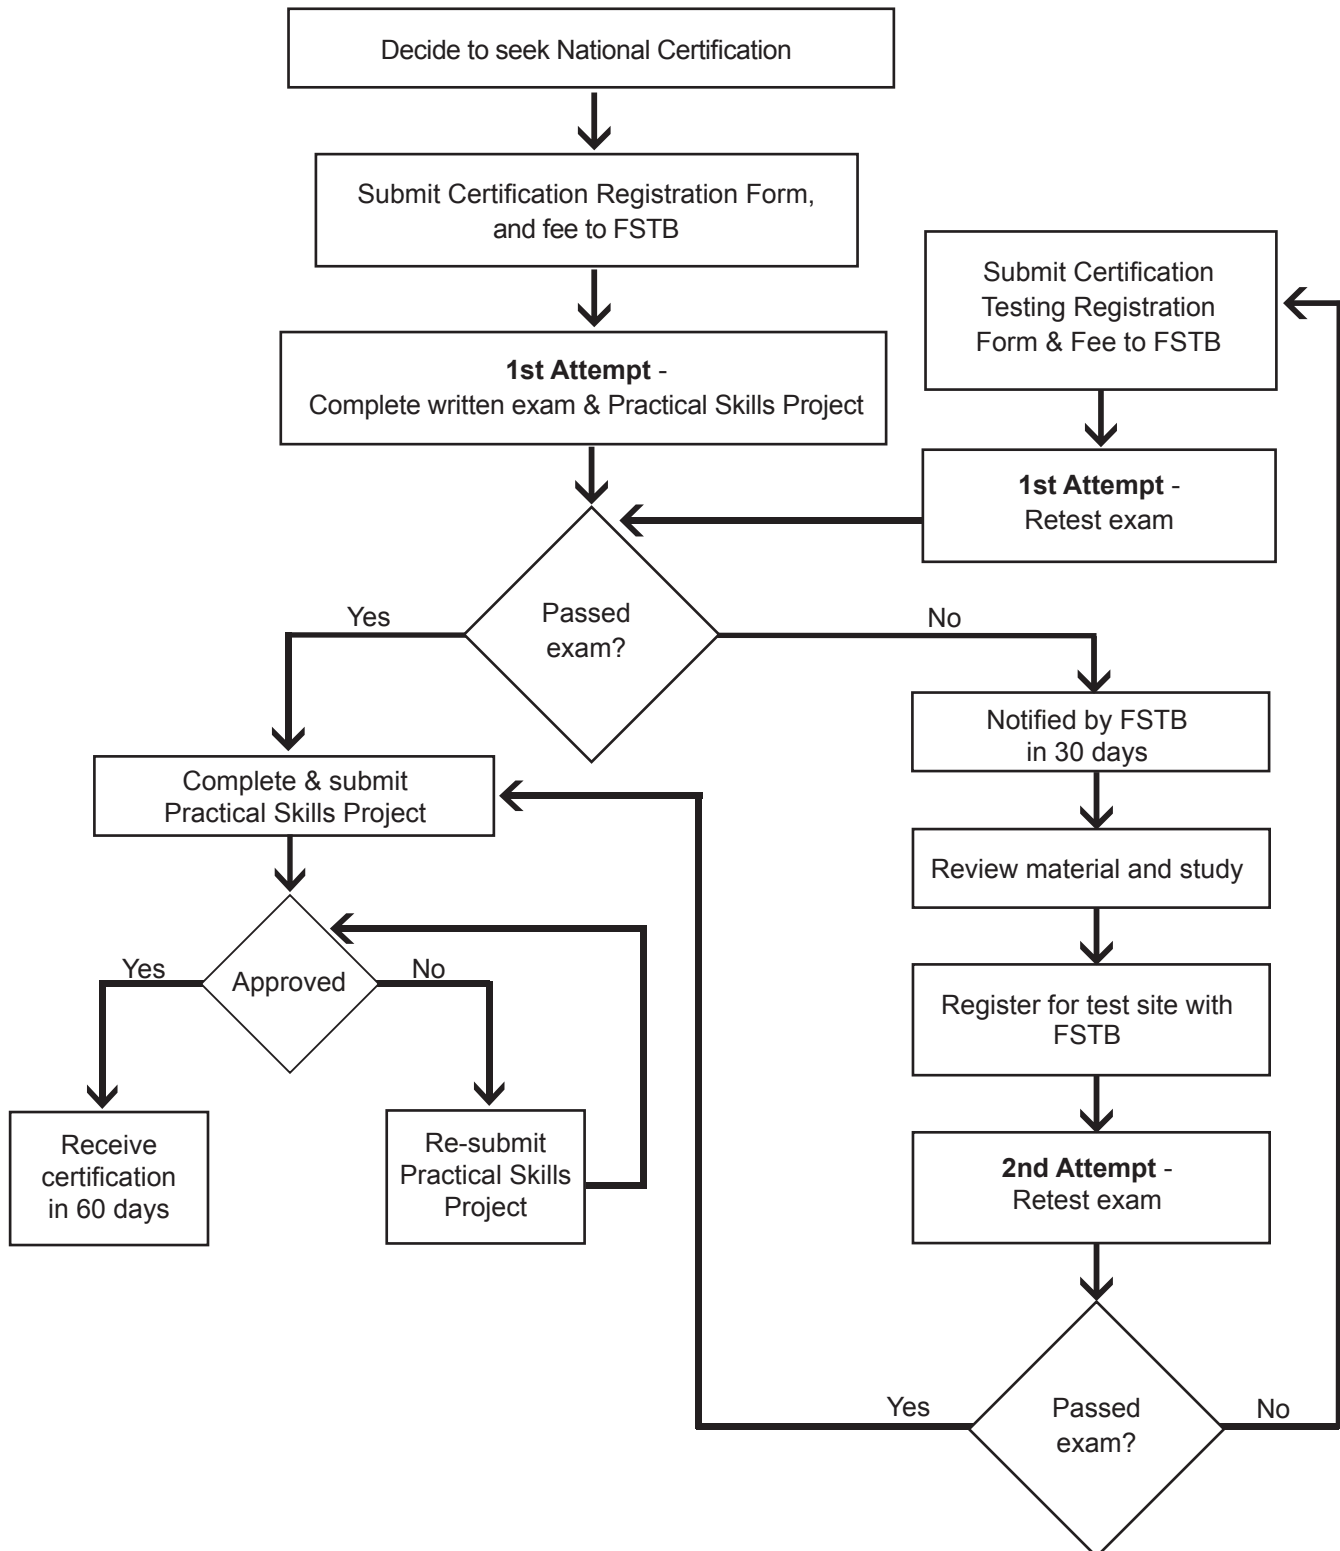 Decide to seek National Certification
Submit Certification Registration Form,
and fee to FSTB
Submit Certification
Testing Registration
Form & Fee to FSTB
1st Attempt -
Complete written exam & Practical Skills Project
1st Attempt -
Retest exam
Passed
exam?
Yes
No
Notified by FSTB
in 30 days
Complete & submit
Practical Skills Project
Review material and study
Approved
Yes
No
Register for test site with
FSTB
Receive
certification
in 60 days
Re-submit
Practical Skills
Project
2nd Attempt -
Retest exam
Passed
exam?
Yes
No